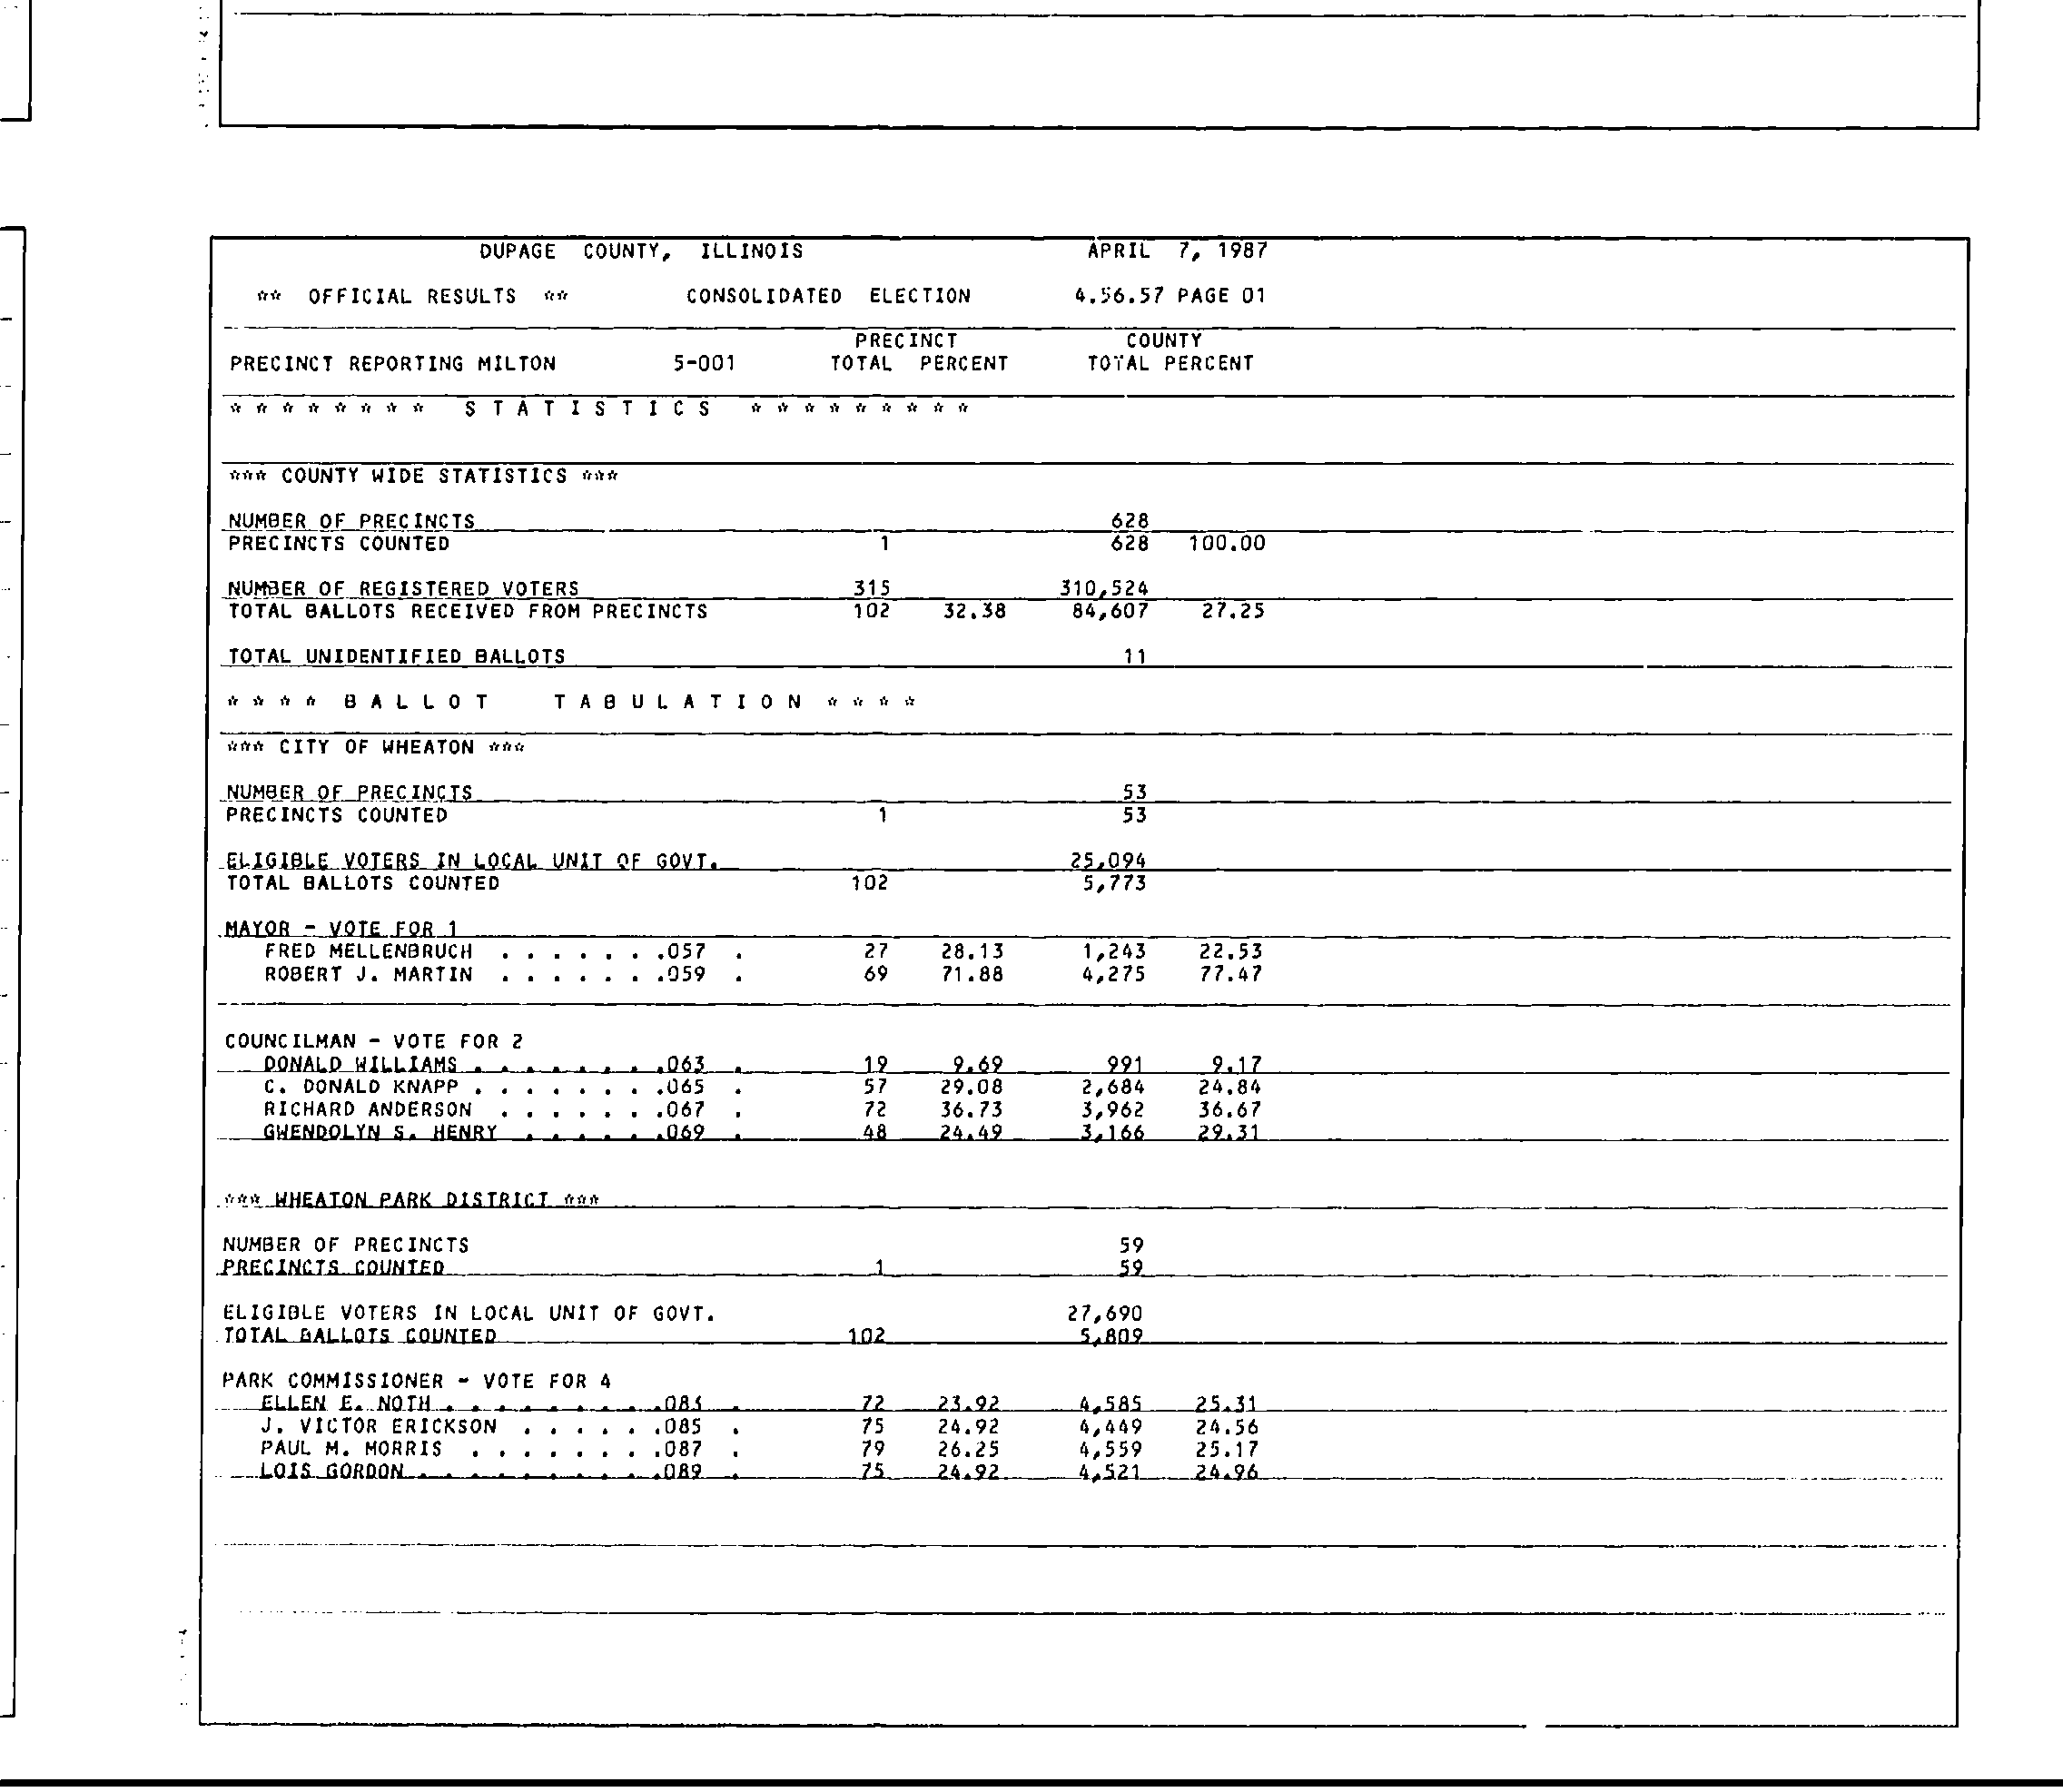 DUPAGE COUNTY, ILLINOIS APRIL 7, 1987
** OFFICIAL RESULTS ** CONSOLIDATED ELECTION 4.56.57 PAGE 01
PRECINCT COUNTY
PRECINCT REPORTING MILTON 5-001 TOTAL PERCENT TOTAL PERCENT
* * * * * * * * S T A T I S T I C S * * * * * * * * *
*** COUNTY WIDE STATISTICS ***
NUMBER OF PRECINCTS 628
PRECINCTS COUNTED 1 628 100.00
NUMBER OF REGISTERED VOTERS 315 310,524
TOTAL BALLOTS RECEIVED FROM PRECINCTS 102 32.38 84,607 27.25
TOTAL UNIDENTIFIED BALLOTS 11
* * * * B A L L O T T A B U L A T I O N * * * *
*** CITY OF WHEATON ***
NUMBER OF PRECINCTS 53
PRECINCTS COUNTED 1 53
ELIGIBLE VOTERS IN LOCAL UNIT OF GOVT. 25,094
TOTAL BALLOTS COUNTED 102 5,773
MAYOR - VOTE FOR 1
FRED MELLENBRUCH . . . . . . .057 . 27 28.13 1,243 22.53
ROBERT J. MARTIN . . . . . . .059 . 69 71.88 4,275 77.47
COUNCILMAN - VOTE FOR 2
DONALD WILLIAMS . . . . . . . .063 . 19 9.69 991 9.17
C. DONALD KNAPP . . . . . . . .065 . 57 29.08 2,684 24.84
RICHARD ANDERSON . . . . . . .067 . 72 36.73 3,962 36.67
GWENDOLYN S. HENRY . . . . . .069 . 48 24.49 3,166 29.31
*** WHEATON PARK DISTRICT ***
NUMBER OF PRECINCTS 59
PRECINCTS COUNTED 1 59
ELIGIBLE VOTERS IN LOCAL UNIT OF GOVT. 27,690
TOTAL BALLOTS COUNTED 102 5,809
PARK COMMISSIONER - VOTE FOR 4
ELLEN E. NOTH . . . . . . . . .083 . 72 23.92 4,585 25.31
J. VICTOR ERICKSON . . . . . .085 . 75 24.92 4,449 24.56
PAUL M. MORRIS . . . . . . . .087 . 79 26.25 4,559 25.17
LOIS GORDON . . . . . . . . . .089 . 75 24.92 4,521 24.96